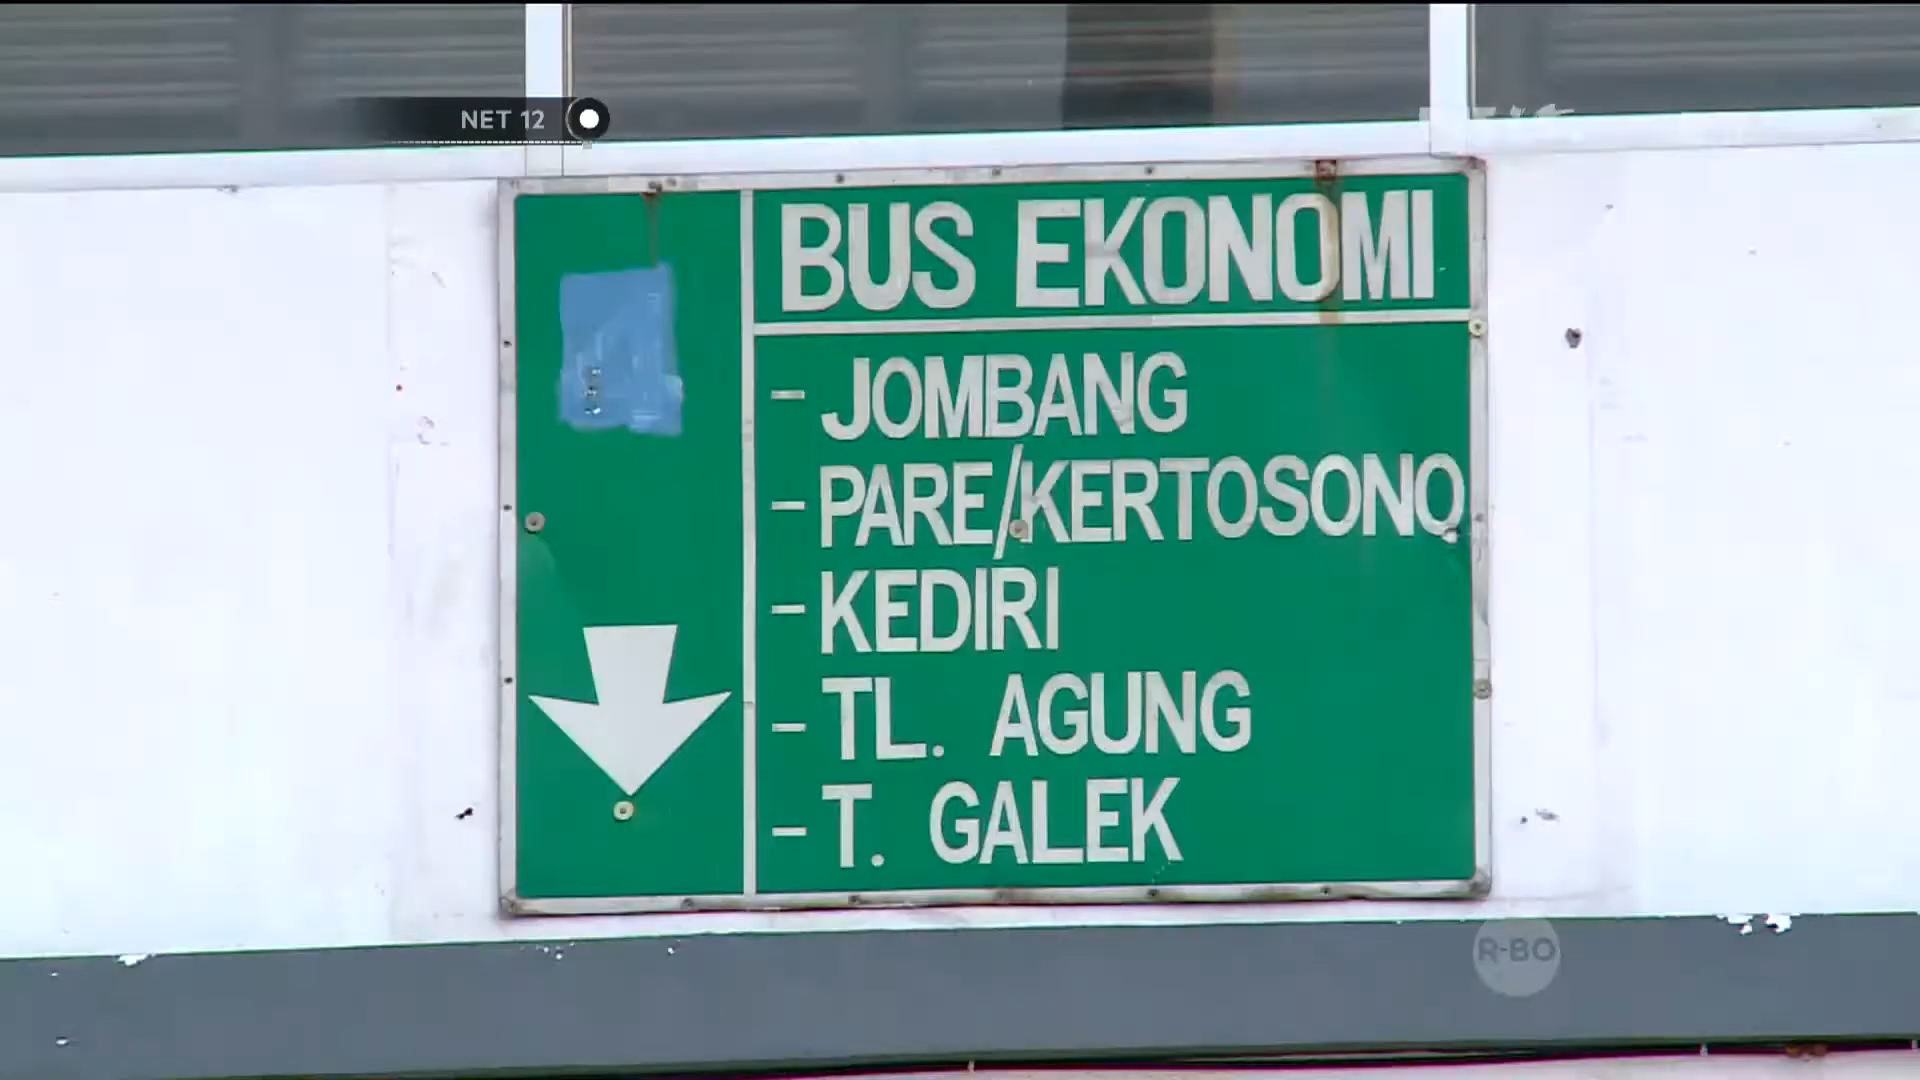 NET 12
BUS EKONOMI
- JOMBANG
- PARE/KERTOSONO
- KEDIRI
- TL. AGUNG
- T. GALEK
R-BO